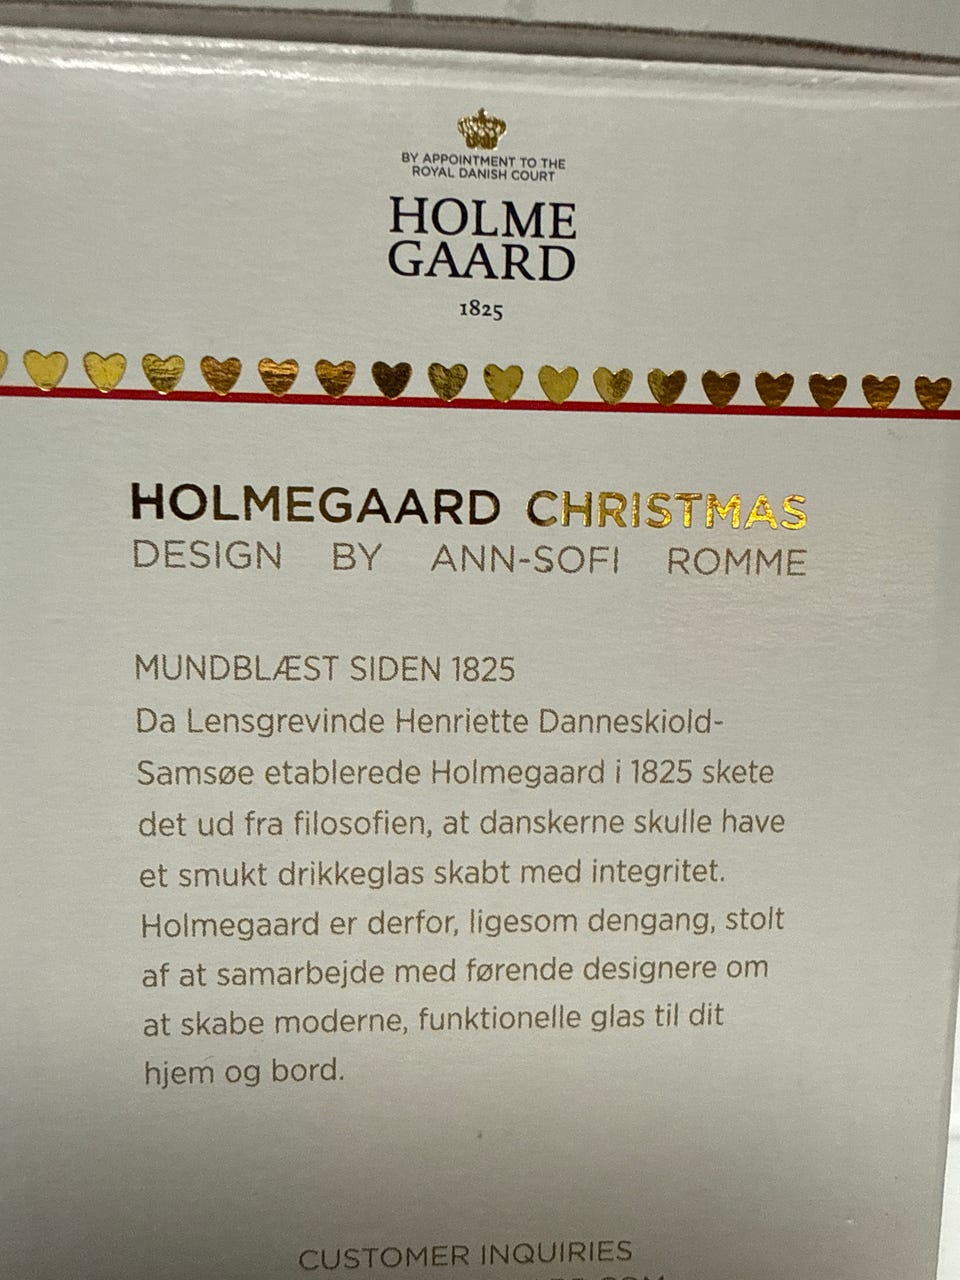 BY APPOINTMENT TO THE
ROYAL DANISH COURT
HOLME
GAARD
1825
HOLMEGAARD CHRISTMAS
DESIGN BY ANN-SOFI ROMME
MUNDBLÆST SIDEN 1825
Da Lensgrevinde Henriette Danneskiold-
Samsøe etablerede Holmegaard i 1825 skete
det ud fra filosofien, at danskerne skulle have
et smukt drikkeglas skabt med integritet.
Holmegaard er derfor, ligesom dengang, stolt
af at samarbejde med førende designere om
at skabe moderne, funktionelle glas til dit
hjem og bord.
CUSTOMER INQUIRIES